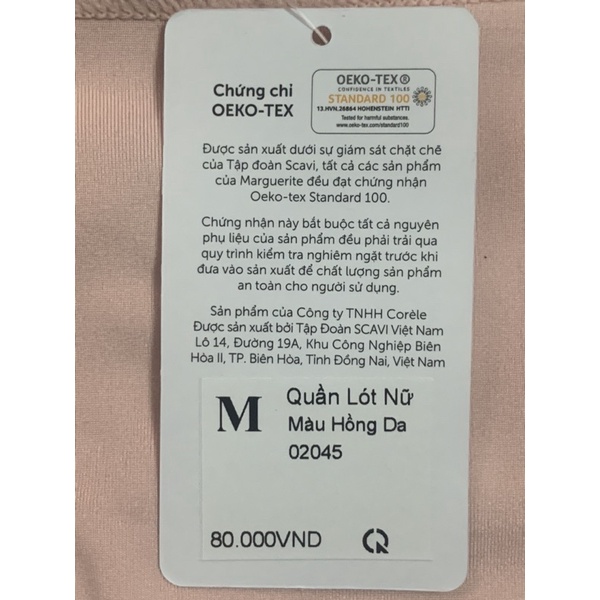 Chứng chỉ
OEKO-TEX
OEKO-TEX®
CONFIDENCE IN TEXTILES
STANDARD 100
13.HVN.26884 HOHENSTEIN HTTI
Tested for harmful substances.
www.oeko-tex.com/standard100
Được sản xuất dưới sự giám sát chặt chẽ
của Tập đoàn Scavi, tất cả các sản phẩm
của Marguerite đều đạt chứng nhận
Oeko-tex Standard 100.
Chứng nhận này bắt buộc tất cả nguyên
phụ liệu của sản phẩm đều phải trải qua
quy trình kiểm tra nghiêm ngặt trước khi
đưa vào sản xuất để chất lượng sản phẩm
an toàn cho người sử dụng.
Sản phẩm của Công ty TNHH Corèle
Được sản xuất bởi Tập Đoàn SCAVI Việt Nam
Lô 14, Đường 19A, Khu Công Nghiệp Biên
Hòa II, TP. Biên Hòa, Tỉnh Đồng Nai, Việt Nam
M
Quần Lót Nữ
Màu Hồng Da
02045
80.000VND